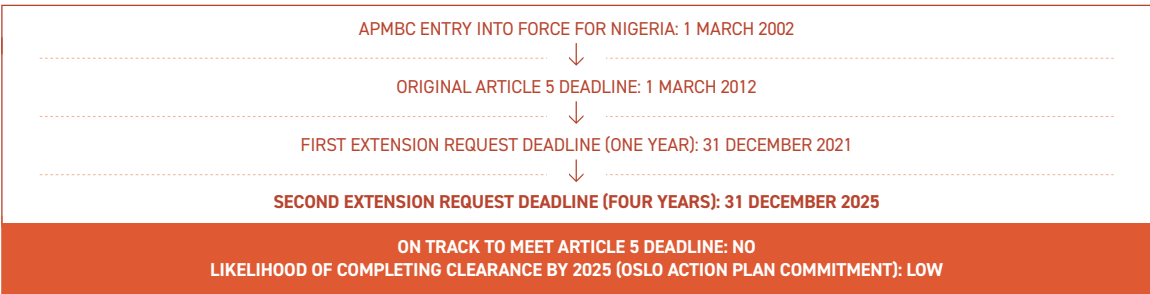 APMBC ENTRY INTO FORCE FOR NIGERIA: 1 MARCH 2002
ORIGINAL ARTICLE 5 DEADLINE: 1 MARCH 2012
FIRST EXTENSION REQUEST DEADLINE (ONE YEAR): 31 DECEMBER 2021
SECOND EXTENSION REQUEST DEADLINE (FOUR YEARS): 31 DECEMBER 2025
ON TRACK TO MEET ARTICLE 5 DEADLINE: NO
LIKELIHOOD OF COMPLETING CLEARANCE BY 2025 (OSLO ACTION PLAN COMMITMENT): LOW